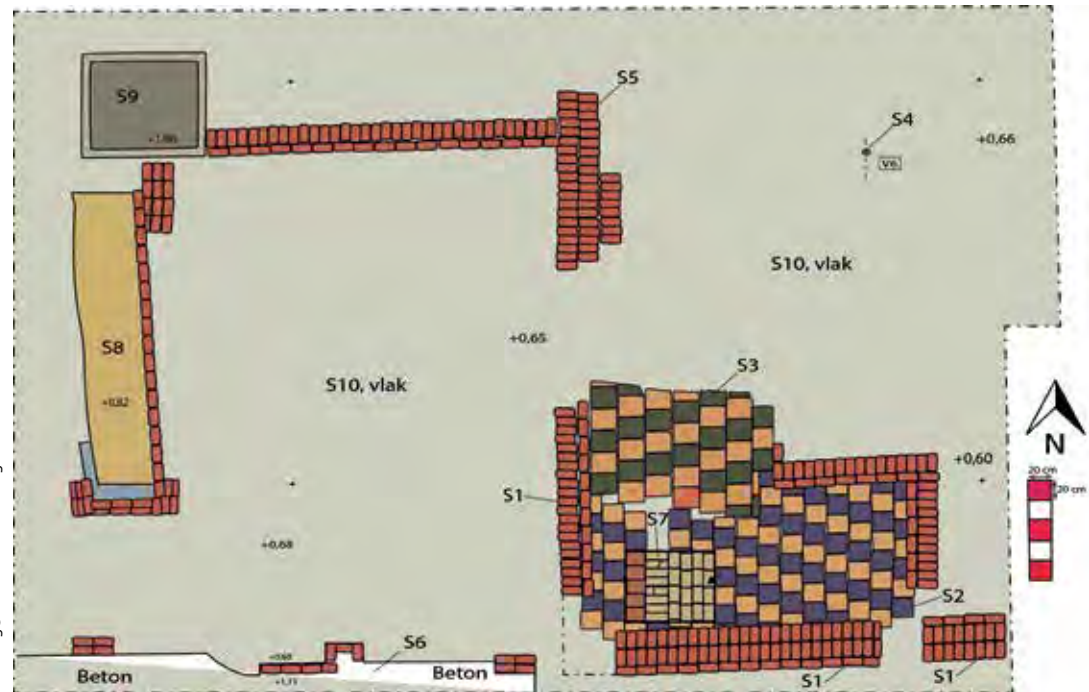 S9
S5
S4
+0,66
V6
S10, vlak
+0,65
S8
S10, vlak
+0,82
S3
+0,60
N
20 cm
20 cm
S1
S7
+0,68
S2
S6
Beton
Beton
+1,11
S1
S1